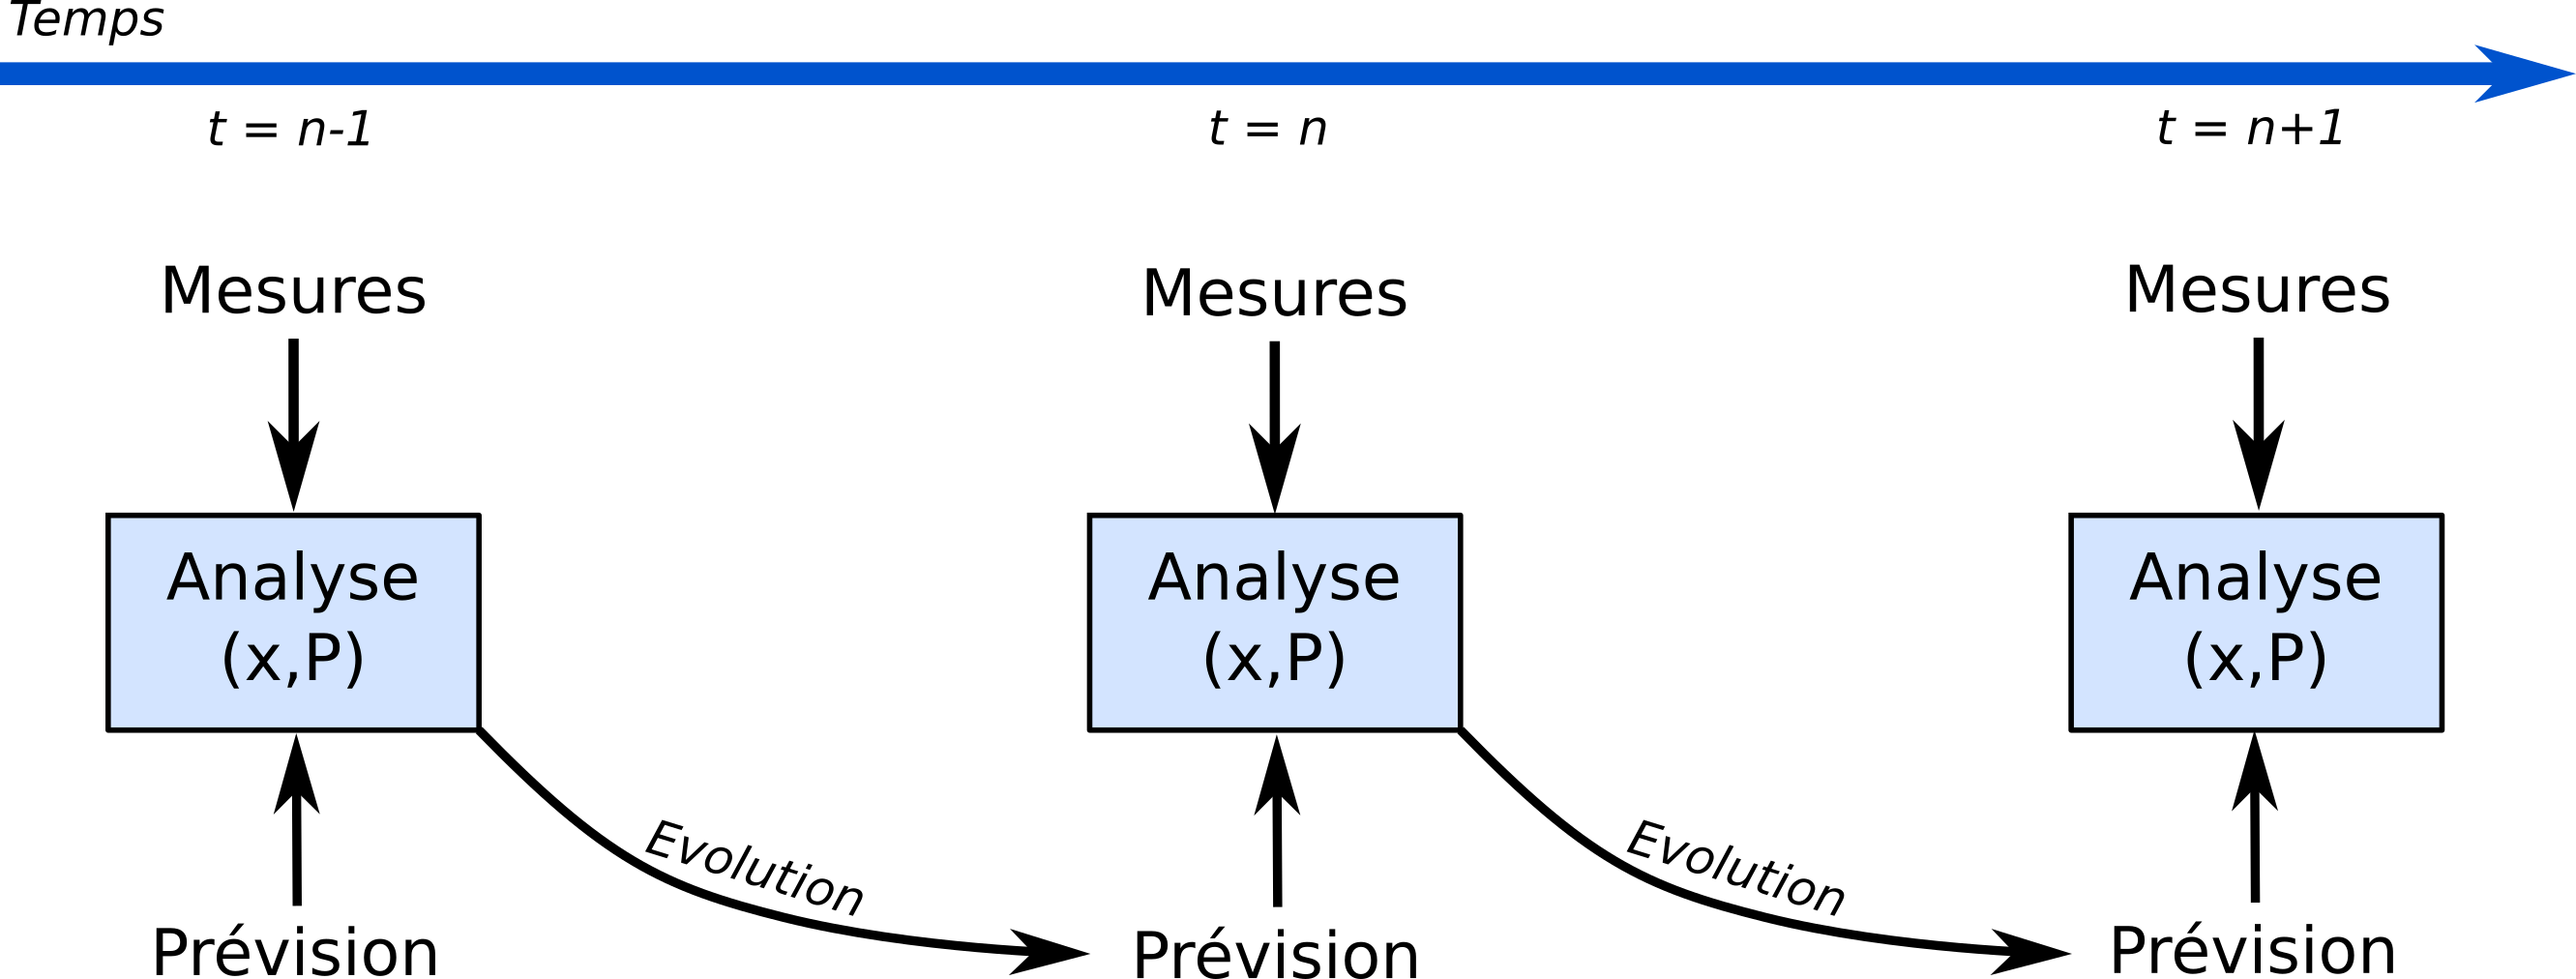 Temps
t = n-1
t = n
t = n+1
Mesures
Mesures
Mesures
Analyse
(x,P)
Analyse
(x,P)
Analyse
(x,P)
Evolution
Evolution
Prévision
Prévision
Prévision